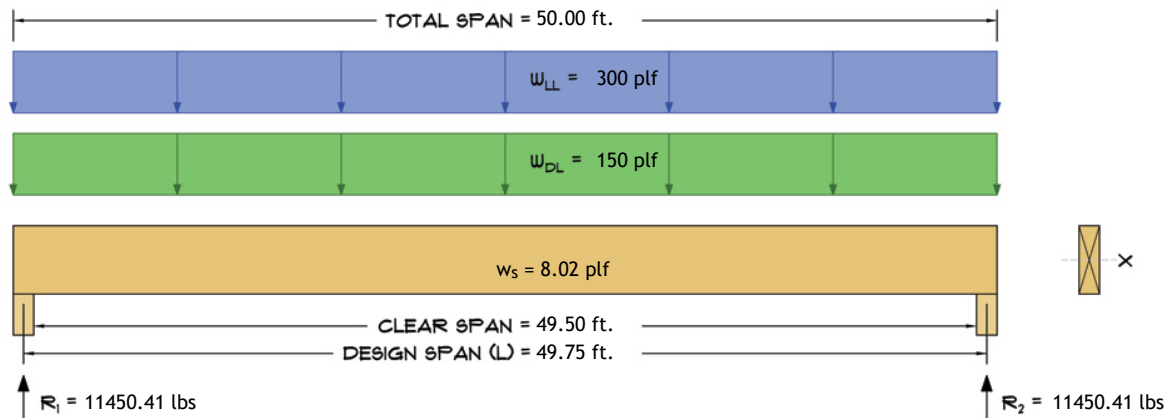 TOTAL SPAN = 50.00 ft.
wLL = 300 plf
wDL = 150 plf
ws = 8.02 plf
X
CLEAR SPAN = 49.50 ft.
DESIGN SPAN (L) = 49.75 ft.
R1 = 11450.41 lbs
R2 = 11450.41 lbs